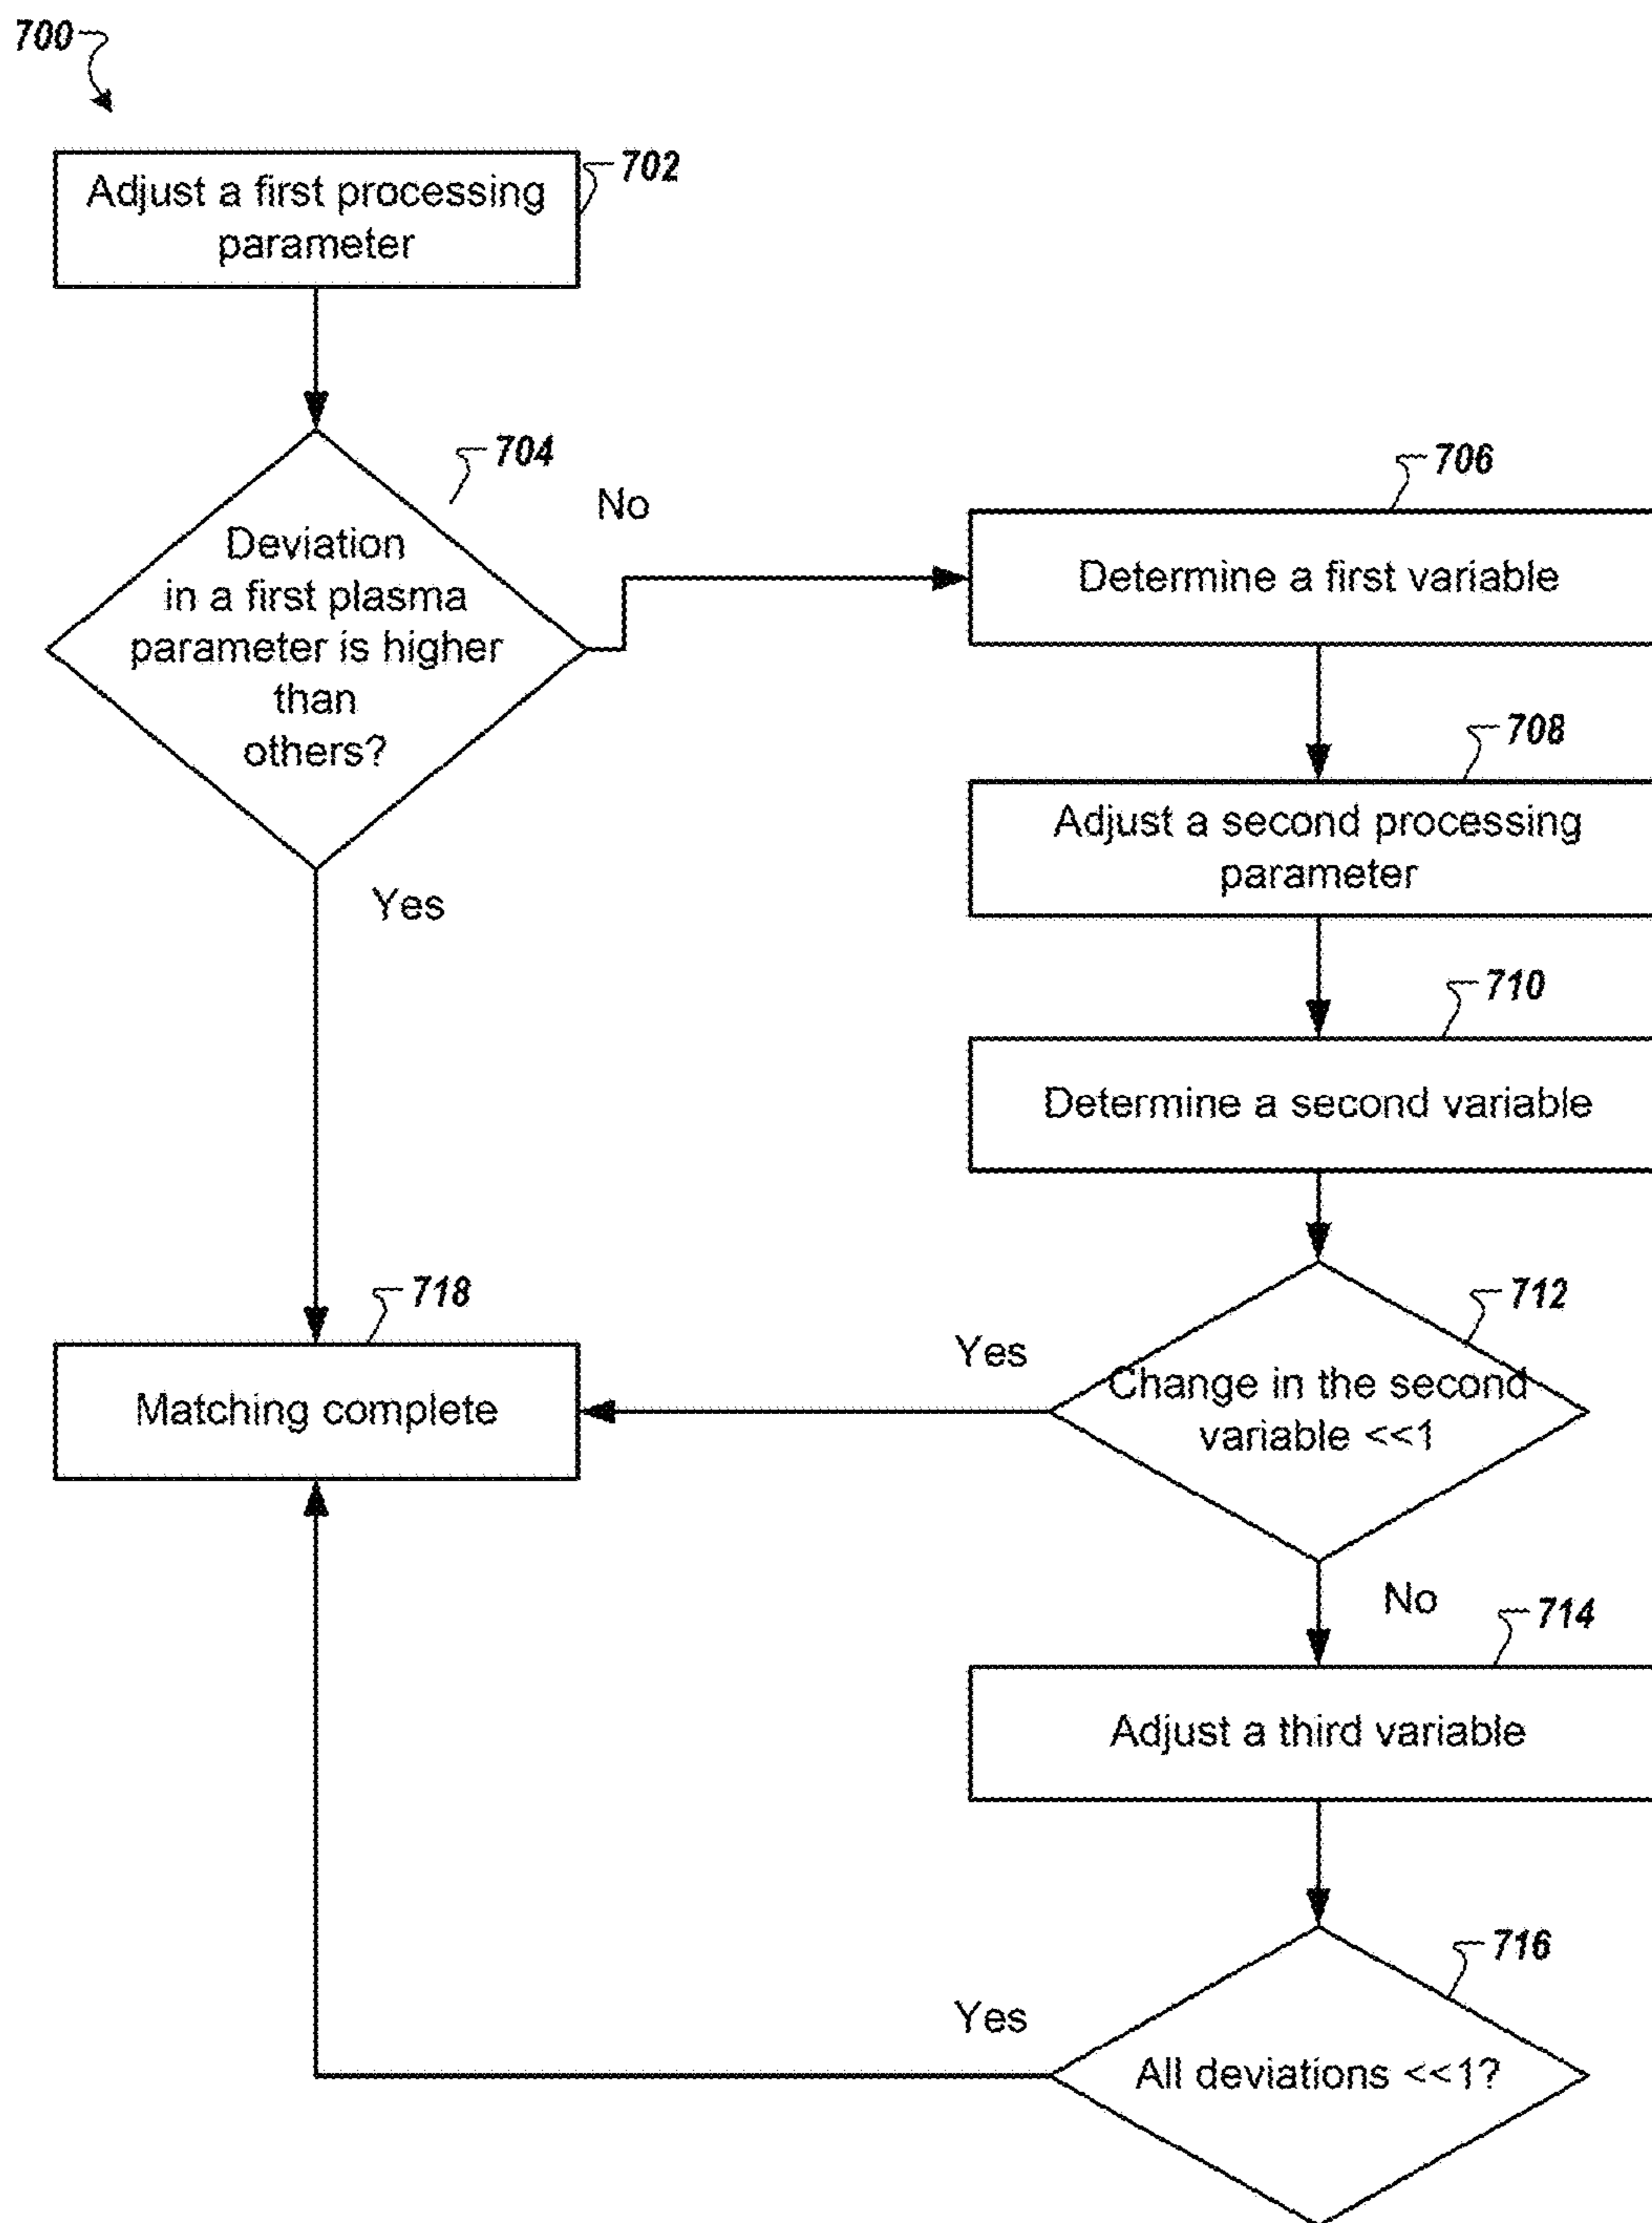 700
702
Adjust a first processing
parameter
704
No
706
Deviation
in a first plasma
parameter is higher
than
others?
Determine a first variable
708
Adjust a second processing
parameter
Yes
710
Determine a second variable
718
712
Yes
Matching complete
Change in the second
variable <<1
No
714
Adjust a third variable
716
Yes
All deviations <<1?